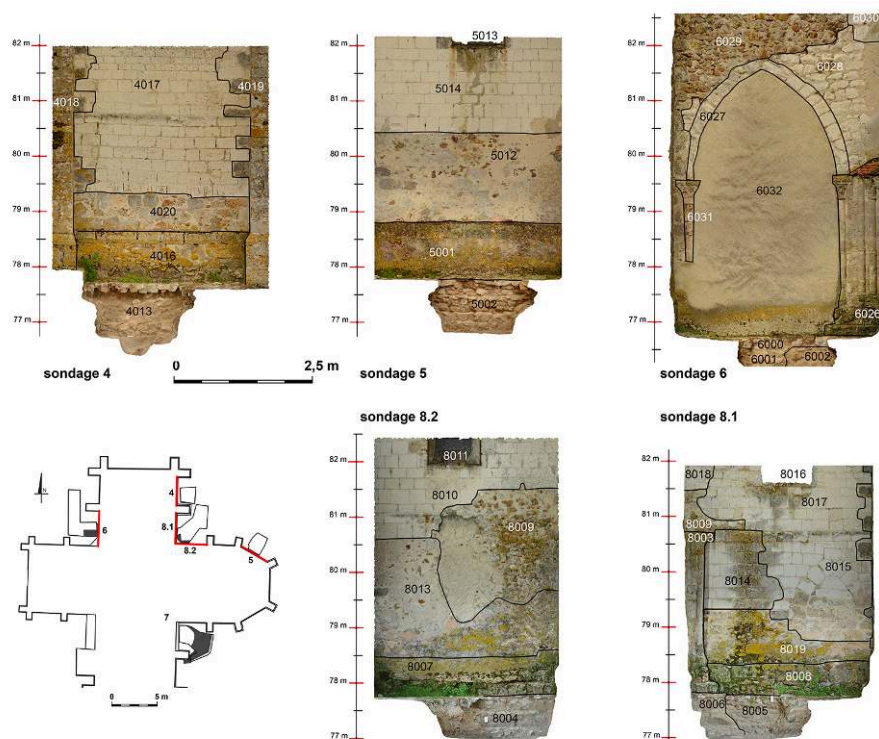 82 m
81 m
80 m
79 m
78 m
77 m
4018
4017
4019
4020
4016
4013
sondage 4
0 2,5 m
82 m
81 m
80 m
79 m
78 m
77 m
5013
5014
5012
5001
5002
sondage 5
82 m
81 m
80 m
79 m
78 m
77 m
6030
6029
6028
6027
6032
6031
6026
6000
6001
6002
sondage 6
N
4
8.1
6
8.2
5
7
0 5 m
sondage 8.2
82 m
81 m
80 m
79 m
78 m
77 m
8011
8010
8009
8013
8007
8004
sondage 8.1
82 m
81 m
80 m
79 m
78 m
77 m
8018
8016
8017
8009
8003
8014
8015
8019
8008
8006
8005